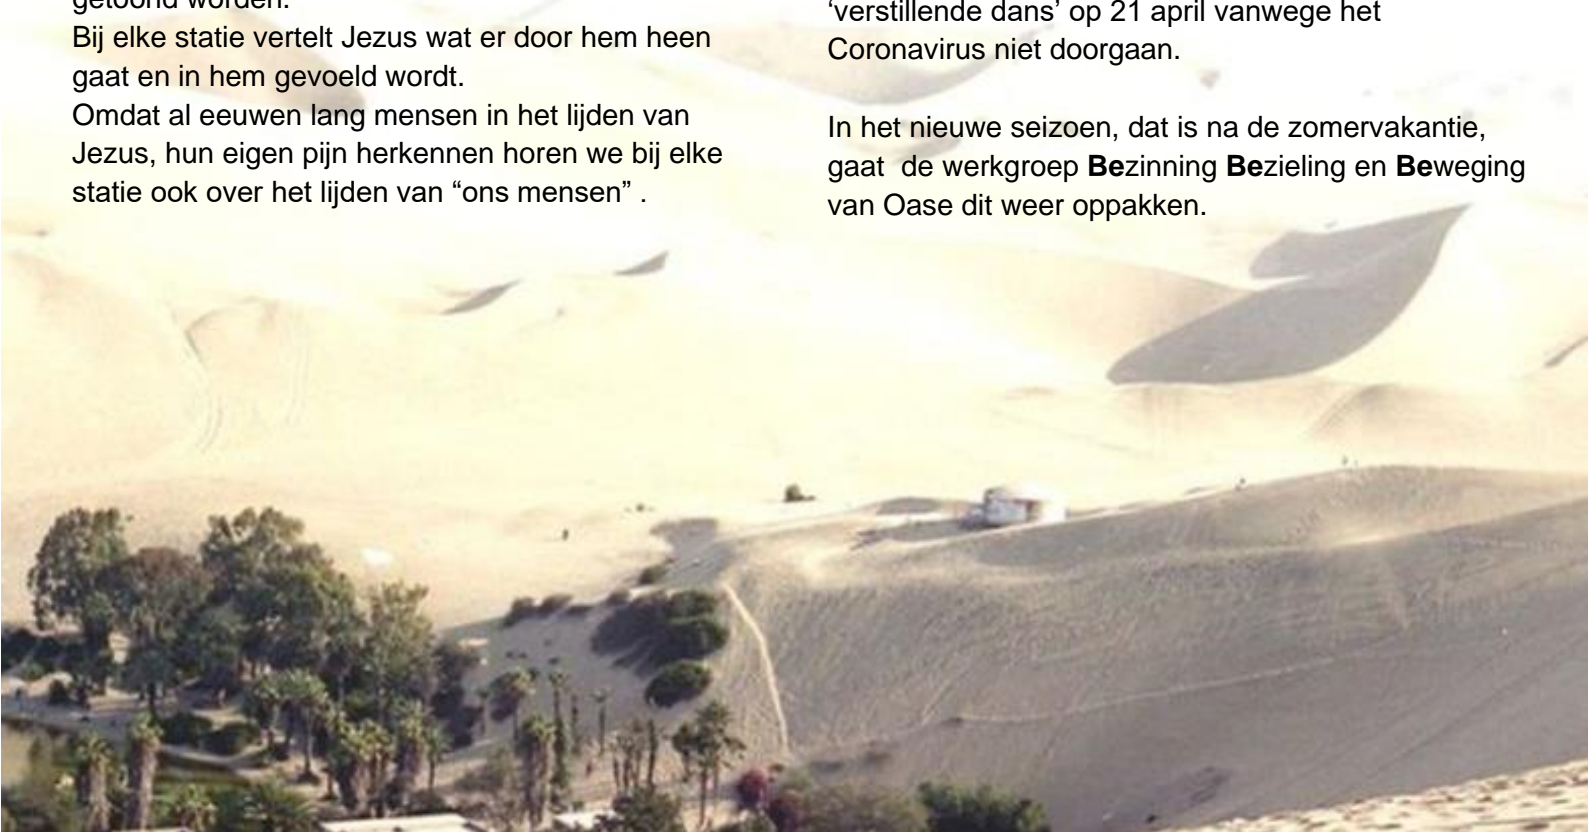 getoond worden.
Bij elke statie vertelt Jezus wat er door hem heen
gaat en in hem gevoeld wordt.
Omdat al eeuwen lang mensen in het lijden van
Jezus, hun eigen pijn herkennen horen we bij elke
statie ook over het lijden van “ons mensen” .
‘verstillende dans’ op 21 april vanwege het
Coronavirus niet doorgaan.
In het nieuwe seizoen, dat is na de zomervakantie,
gaat  de werkgroep Bezinning Bezieling en Beweging
van Oase dit weer oppakken.